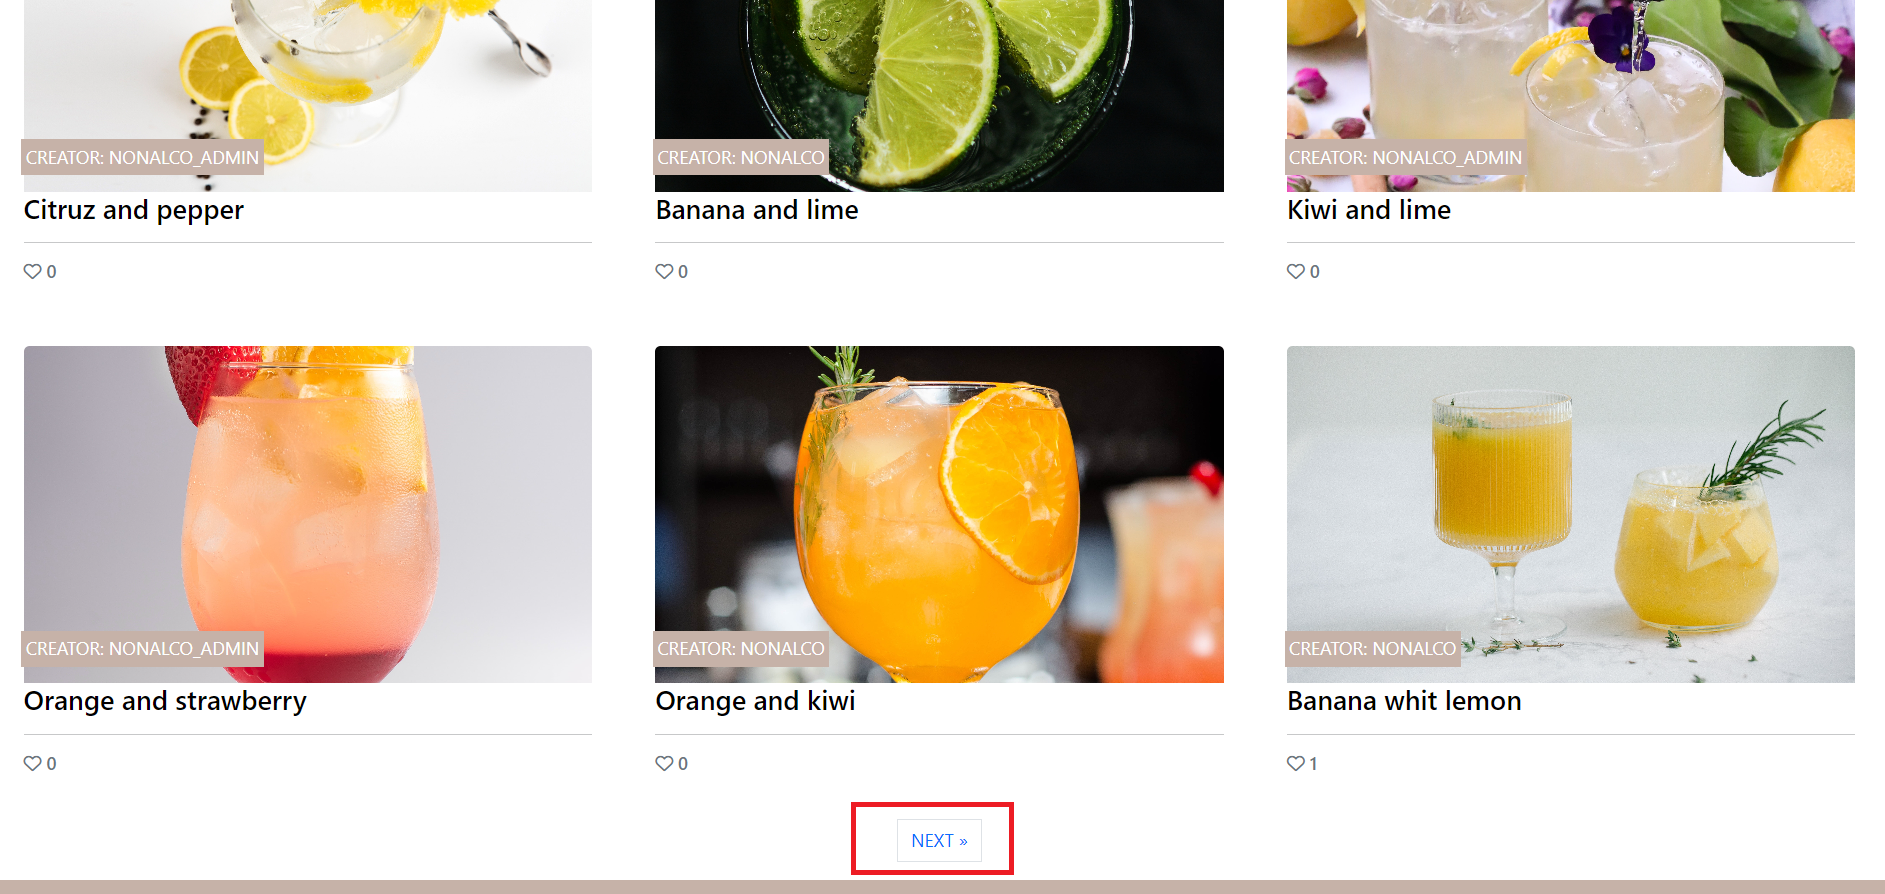 CREATOR: NONALCO_ADMIN
Citruz and pepper
0
CREATOR: NONALCO
Banana and lime
0
CREATOR: NONALCO_ADMIN
Kiwi and lime
0
CREATOR: NONALCO_ADMIN
Orange and strawberry
0
CREATOR: NONALCO
Orange and kiwi
0
CREATOR: NONALCO
Banana whit lemon
1
NEXT »